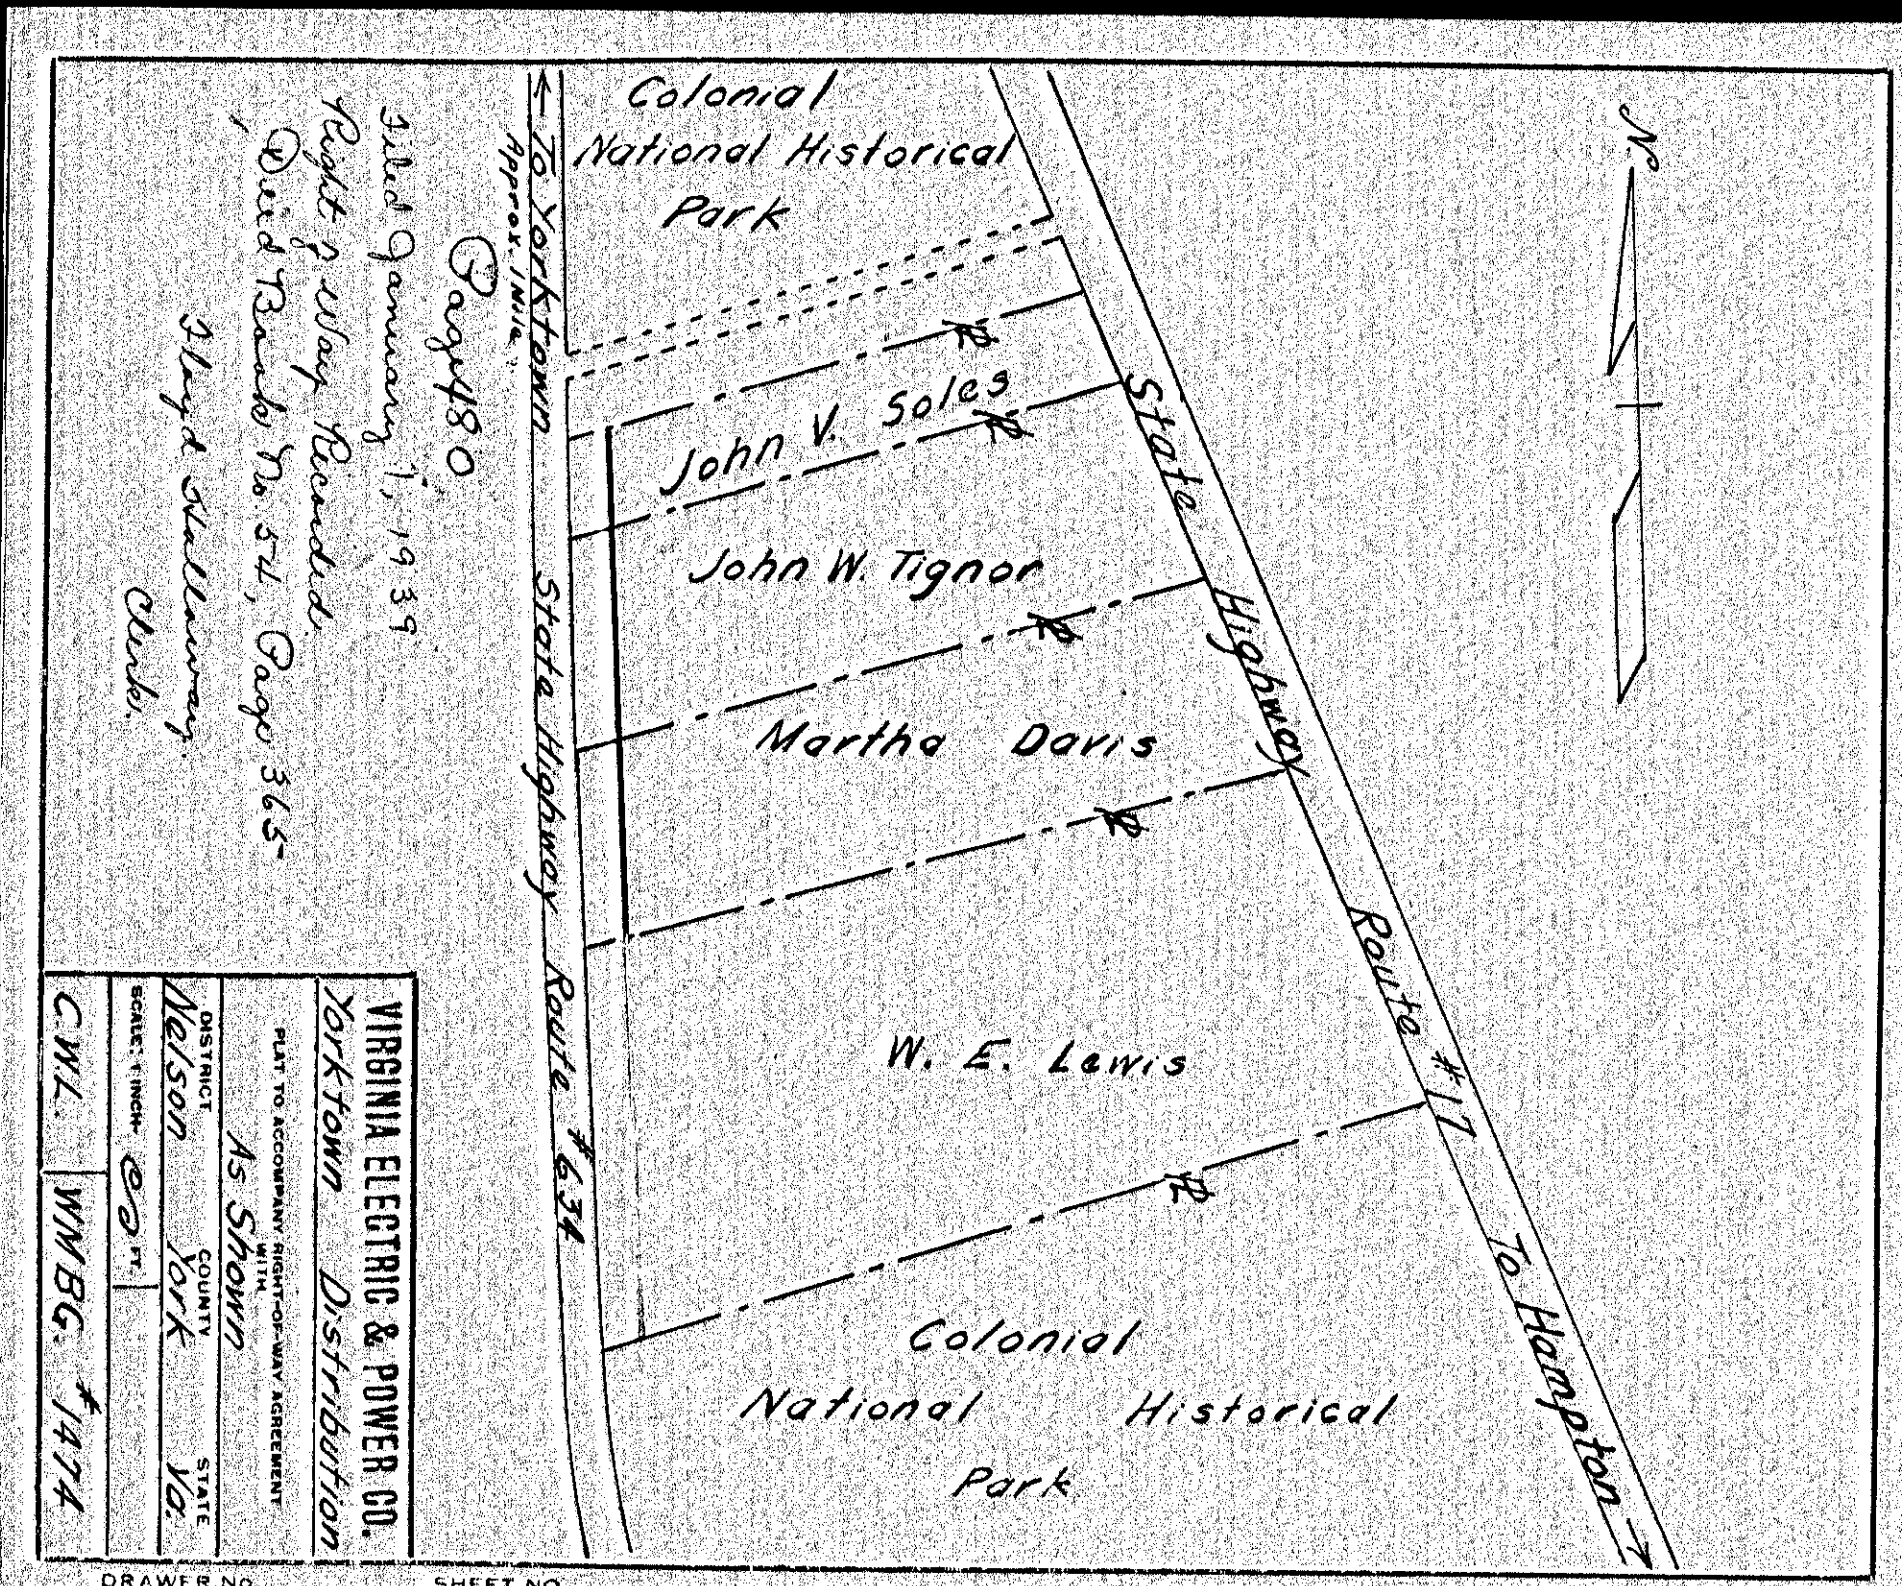 N
Colonial
National Historical
Park
← To Yorktown State Highway Route #634
Approx. 1 Mile
State Highway Route #17 To Hampton →
John V. Soles
John W. Tignor
Martha Davis
W. E. Lewis
Colonial
National Historical
Park
Page 480
Filed January 7, 1939
Right of Way Recorded
Deed Book No. 54, Page 365
Floyd Hallaway.
Clerk.
VIRGINIA ELECTRIC & POWER CO.
Yorktown Distribution
PLAT TO ACCOMPANY RIGHT-OF-WAY AGREEMENT
WITH
As Shown
DISTRICT COUNTY STATE
Nelson York Va.
SCALE: 1 INCH= FT.
C.W.L. WMBG. #1474
DRAWER NO. SHEET NO.